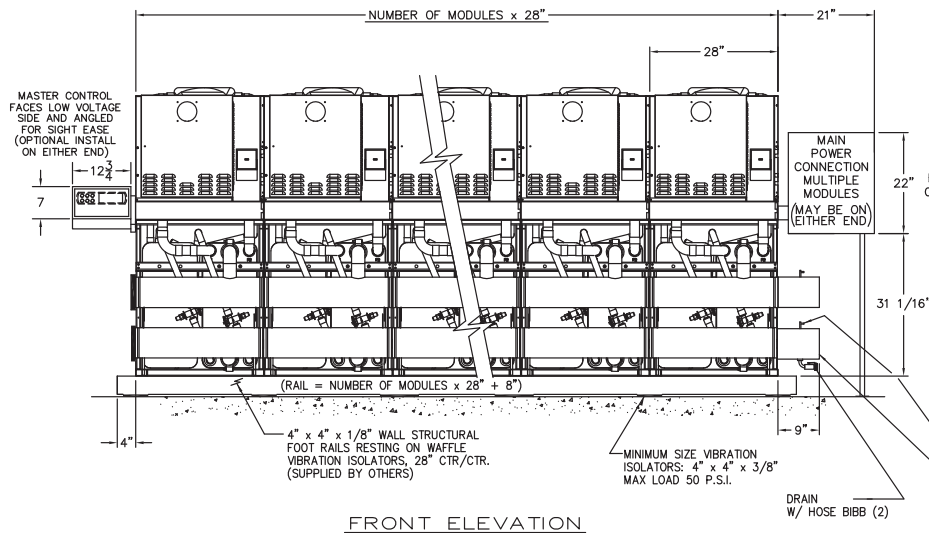 NUMBER OF MODULES x 28"
21"
28"
MASTER CONTROL
FACES LOW VOLTAGE
SIDE AND ANGLED
FOR SIGHT EASE
(OPTIONAL INSTALL
ON EITHER END)
12 3/4
7
MAIN
POWER
CONNECTION
MULTIPLE
MODULES
(MAY BE ON
EITHER END)
22"
31 1/16"
(RAIL = NUMBER OF MODULES x 28" + 8")
4"
4" x 4" x 1/8" WALL STRUCTURAL
FOOT RAILS RESTING ON WAFFLE
VIBRATION ISOLATORS, 28" CTR/CTR.
(SUPPLIED BY OTHERS)
MINIMUM SIZE VIBRATION
ISOLATORS: 4" x 4" x 3/8"
MAX LOAD 50 P.S.I.
9"
DRAIN
W/ HOSE BIBB (2)
FRONT ELEVATION